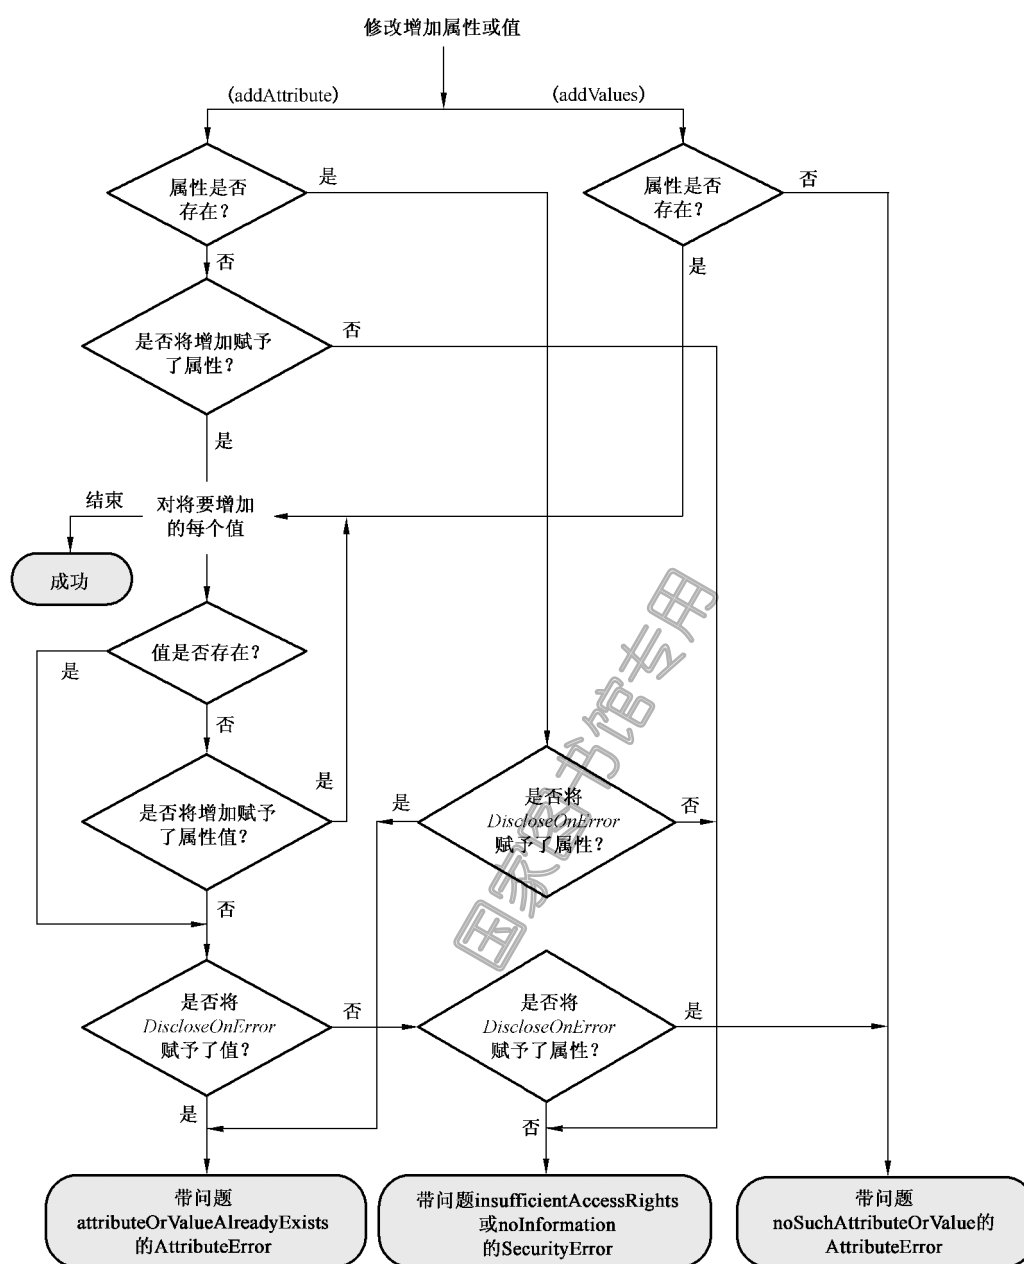 修改增加属性或值
(addAttribute)
(addValues)
属性是否
存在?
是
属性是否
存在?
否
否
是
是否将增加赋予
了属性?
否
是
结束
对将要增加
的每个值
成功
值是否存在?
是
否
是否将增加赋予
了属性值?
是
否
是否将
DiscloseOnError
赋予了属性?
是
否
是否将
DiscloseOnError
赋予了值?
否
是
是否将
DiscloseOnError
赋予了属性?
是
否
带问题
attributeOrValueAlreadyExists
的AttributeError
带问题insufficientAccessRights
或noInformation
的SecurityError
带问题
noSuchAttributeOrValue的
AttributeError
国家图书馆专用